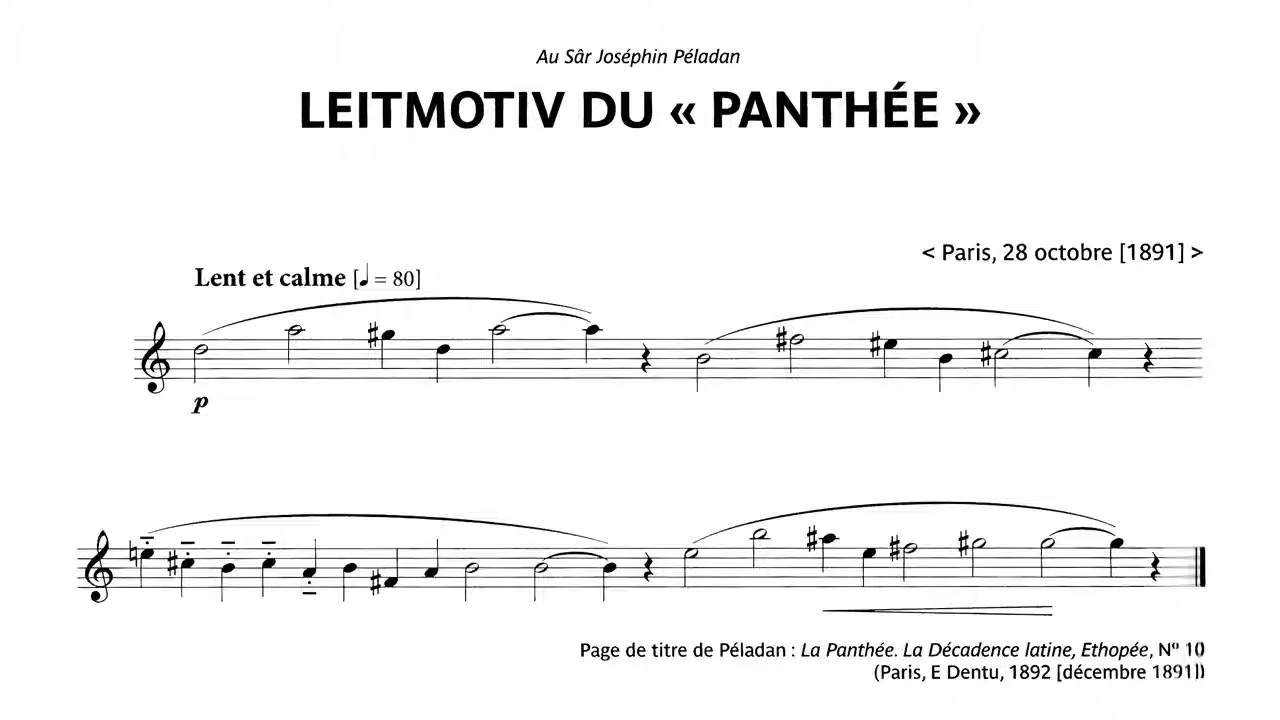 Au Sâr Joséphin Péladan
LEITMOTIV DU « PANTHÉE »
< Paris, 28 octobre [1891] >
Lent et calme [♩ = 80]
p
Page de titre de Péladan : La Panthée. La Décadence latine, Ethopée, Nº 10
(Paris, E Dentu, 1892 [décembre 1891])